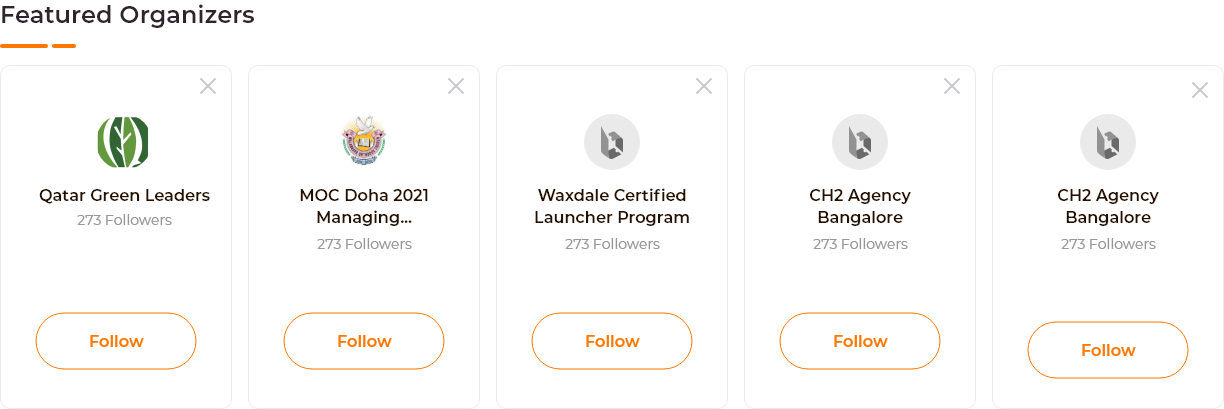 Featured Organizers
Qatar Green Leaders
273 Followers
Follow
MOC Doha 2021
Managing...
273 Followers
Follow
Waxdale Certified
Launcher Program
273 Followers
Follow
CH2 Agency
Bangalore
273 Followers
Follow
CH2 Agency
Bangalore
273 Followers
Follow